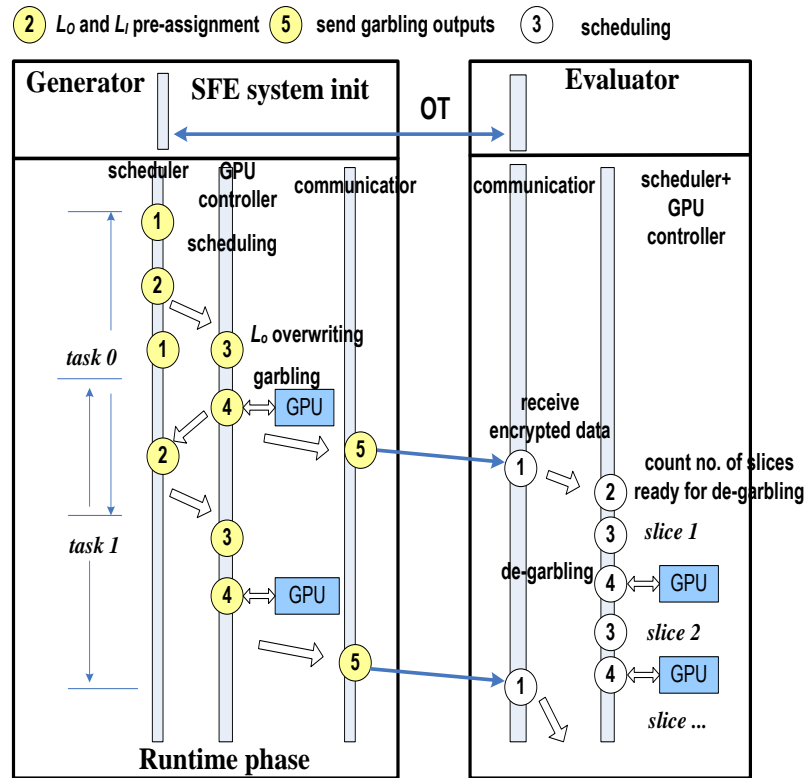 2 L_O and L_I pre-assignment 5 send garbling outputs 3 scheduling
Generator
SFE system init
Evaluator
OT
scheduler
GPU
controller
communicatior
1
scheduling
2
1
3
L_o overwriting
task 0
garbling
4
GPU
2
5
3
task 1
4
GPU
5
Runtime phase
communicatior
scheduler+
GPU
controller
receive
encrypted data
1
count no. of slices
2
ready for de-garbling
3
slice 1
de-garbling
4
GPU
3
slice 2
4
GPU
1
slice ...